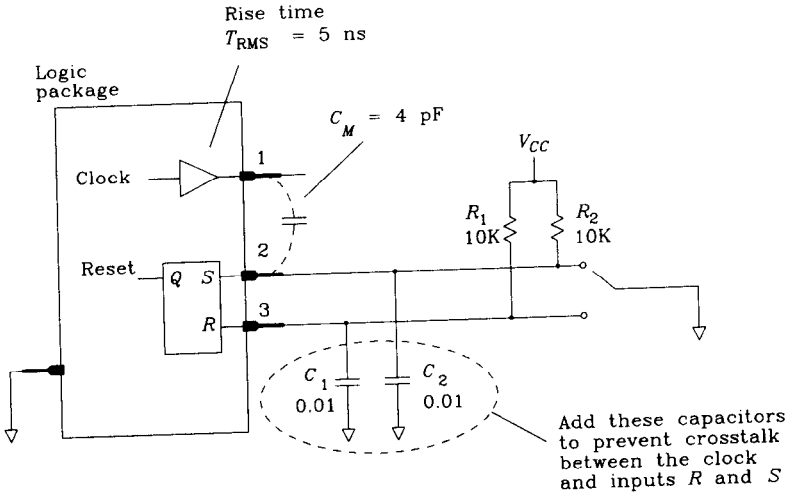 Rise time
T_RMS = 5 ns
Logic
package
C_M = 4 pF
1
Clock
V_CC
R_1
10K
R_2
10K
2
Reset
Q S
3
R
C_1
0.01
C_2
0.01
Add these capacitors
to prevent crosstalk
between the clock
and inputs R and S